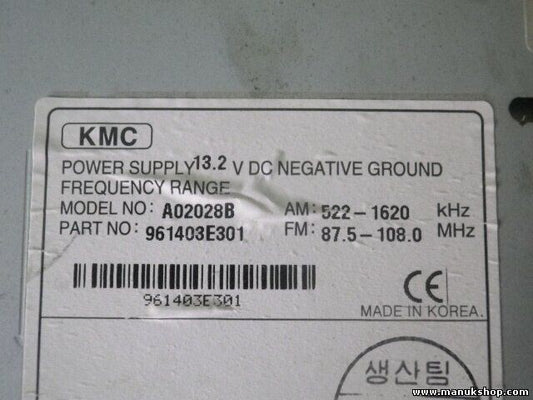 KMC
POWER SUPPLY 13.2 V DC NEGATIVE GROUND
FREQUENCY RANGE
MODEL NO: A02028B AM: 522-1620 kHz
PART NO: 961403E301 FM: 87.5-108.0 MHz
961403E301
CE
MADE IN KOREA.
생산팀
www.manukshop.com